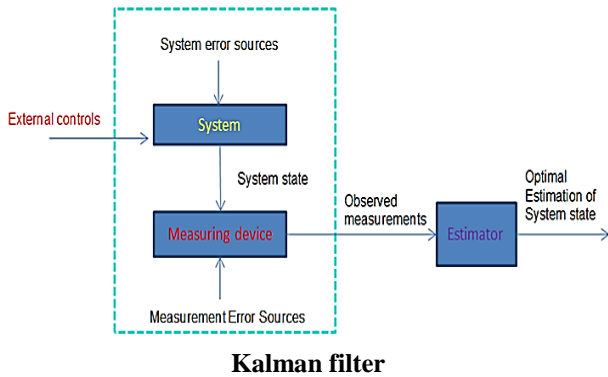 System error sources
External controls
System
System state
Measuring device
Measurement Error Sources
Observed
measurements
Estimator
Optimal
Estimation of
System state
Kalman filter